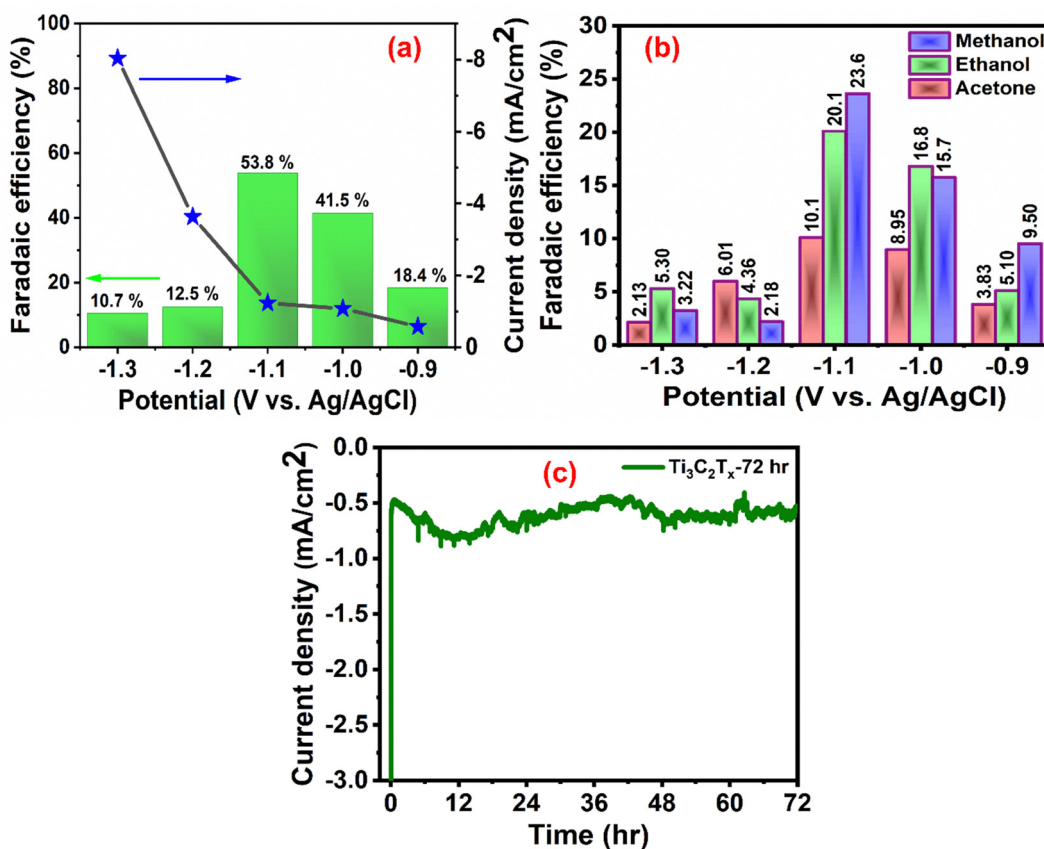 (a)
Faradaic efficiency (%)
100
80
60
40
20
0
10.7 %
12.5 %
53.8 %
41.5 %
18.4 %
-8
-6
-4
-2
0
Current density (mA/cm²)
-1.3 -1.2 -1.1 -1.0 -0.9
Potential (V vs. Ag/AgCl)
(b)
Faradaic efficiency (%)
30
25
20
15
10
5
0
Methanol
Ethanol
Acetone
2.13 5.30 3.22
6.01 4.36 2.18
10.1 20.1 23.6
8.95 16.8 15.7
3.83 5.10 9.50
-1.3 -1.2 -1.1 -1.0 -0.9
Potential (V vs. Ag/AgCl)
(c)
Ti₃C₂Tₓ-72 hr
Current density (mA/cm²)
0.0
-0.5
-1.0
-1.5
-2.0
-2.5
-3.0
0 12 24 36 48 60 72
Time (hr)